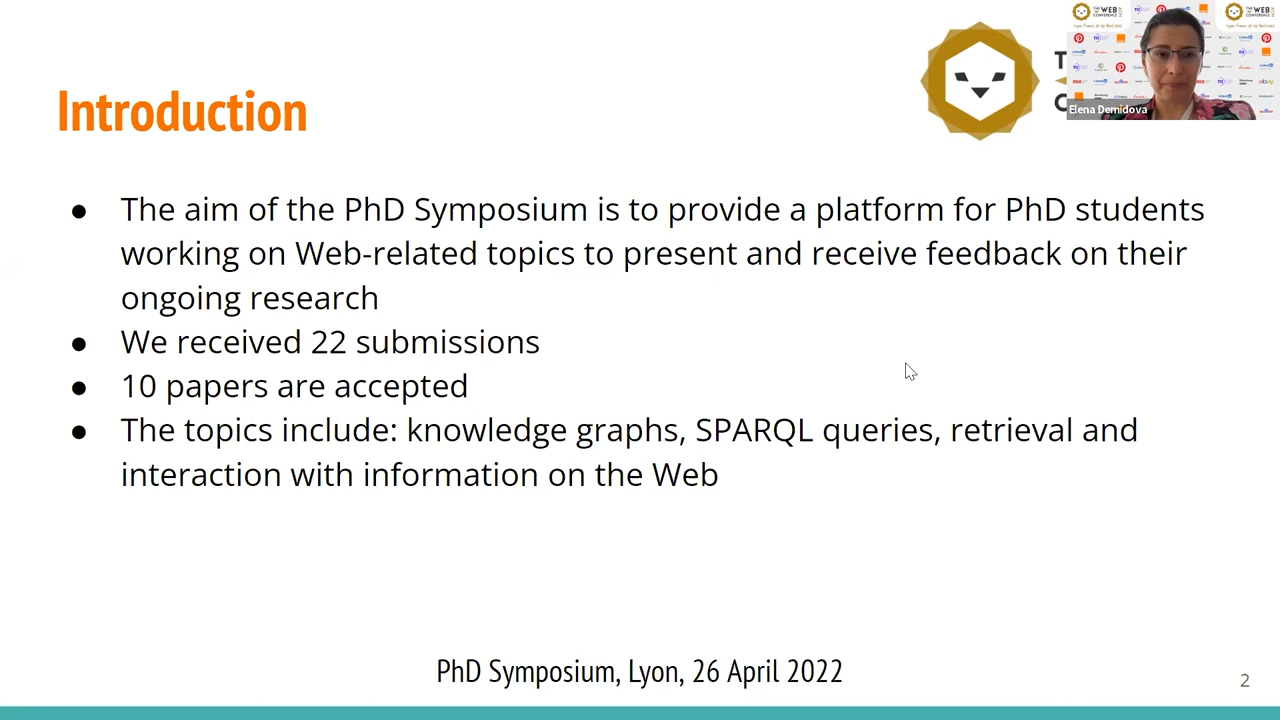 Introduction
THE WEB
CONFERENCE
Elena Demidova
● The aim of the PhD Symposium is to provide a platform for PhD students
working on Web-related topics to present and receive feedback on their
ongoing research
● We received 22 submissions
● 10 papers are accepted
● The topics include: knowledge graphs, SPARQL queries, retrieval and
interaction with information on the Web
PhD Symposium, Lyon, 26 April 2022
2